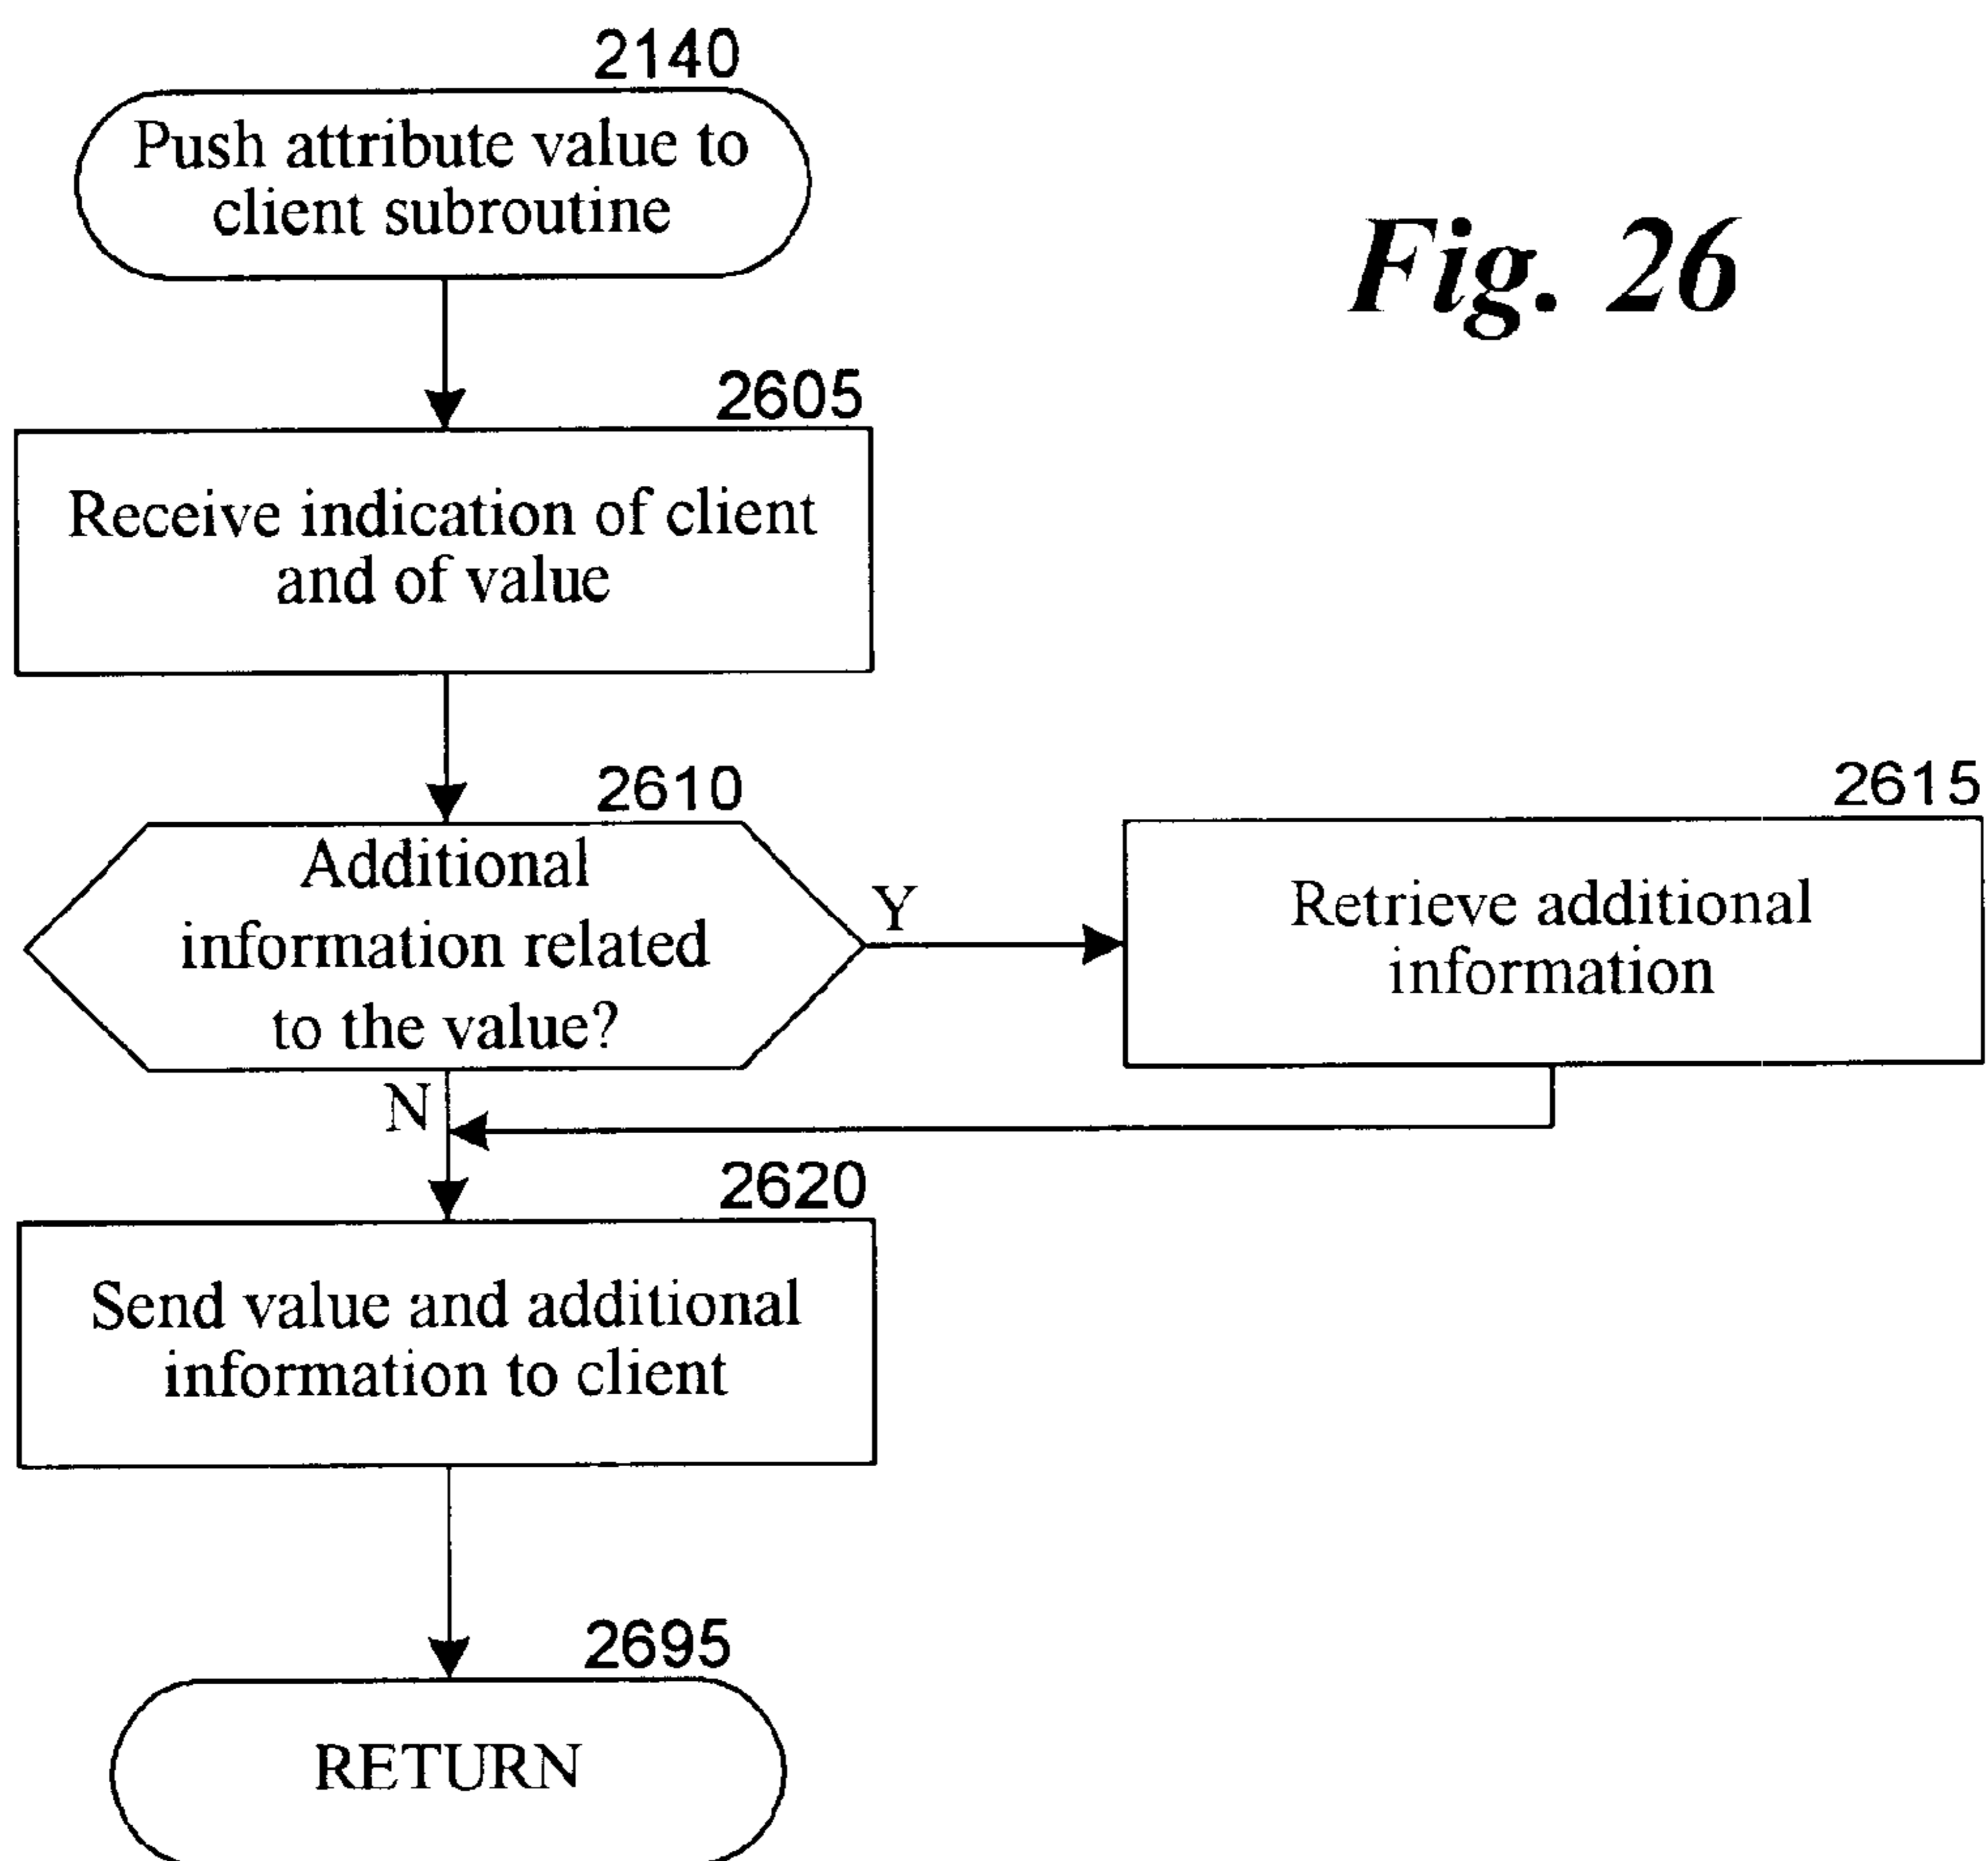 2140
Push attribute value to
client subroutine
Fig. 26
2605
Receive indication of client
and of value
2610
Additional
information related
to the value?
Y
2615
Retrieve additional
information
N
2620
Send value and additional
information to client
2695
RETURN